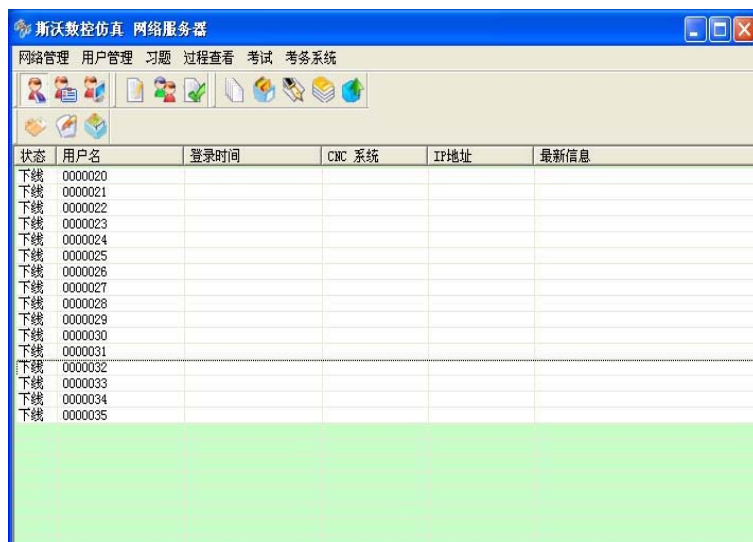 斯沃数控仿真 网络服务器
网络管理 用户管理 习题 过程查看 考试 考务系统
状态 用户名 登录时间 CNC 系统 IP地址 最新信息
下线 0000020
下线 0000021
下线 0000022
下线 0000023
下线 0000024
下线 0000025
下线 0000026
下线 0000027
下线 0000028
下线 0000029
下线 0000030
下线 0000031
下线 0000032
下线 0000033
下线 0000034
下线 0000035